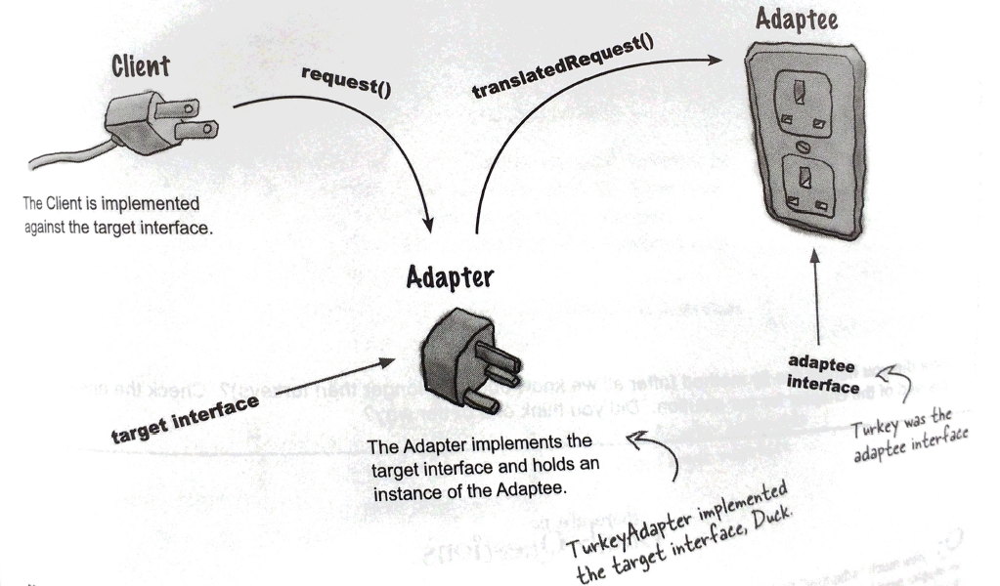 Adaptee
Client
request()
translatedRequest()
The Client is implemented
against the target interface.
Adapter
target interface
adaptee
interface
Turkey was the
adaptee interface
The Adapter implements the
target interface and holds an
instance of the Adaptee.
TurkeyAdapter implemented
the target interface, Duck.